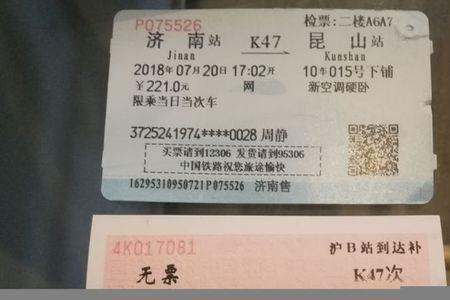 P075526 检票:二楼A6A7
济南站 K47 昆山站
Jinan Kunshan
2018年07月20日17:02开 10车015号下铺
￥221.0元 网 新空调硬卧
限乘当日当次车
3725241974****0028 周静
买票请到12306 发货请到95306
中国铁路祝您旅途愉快
16295310950721P075526 济南售
4K017081 沪B站到达补
无票 K47次